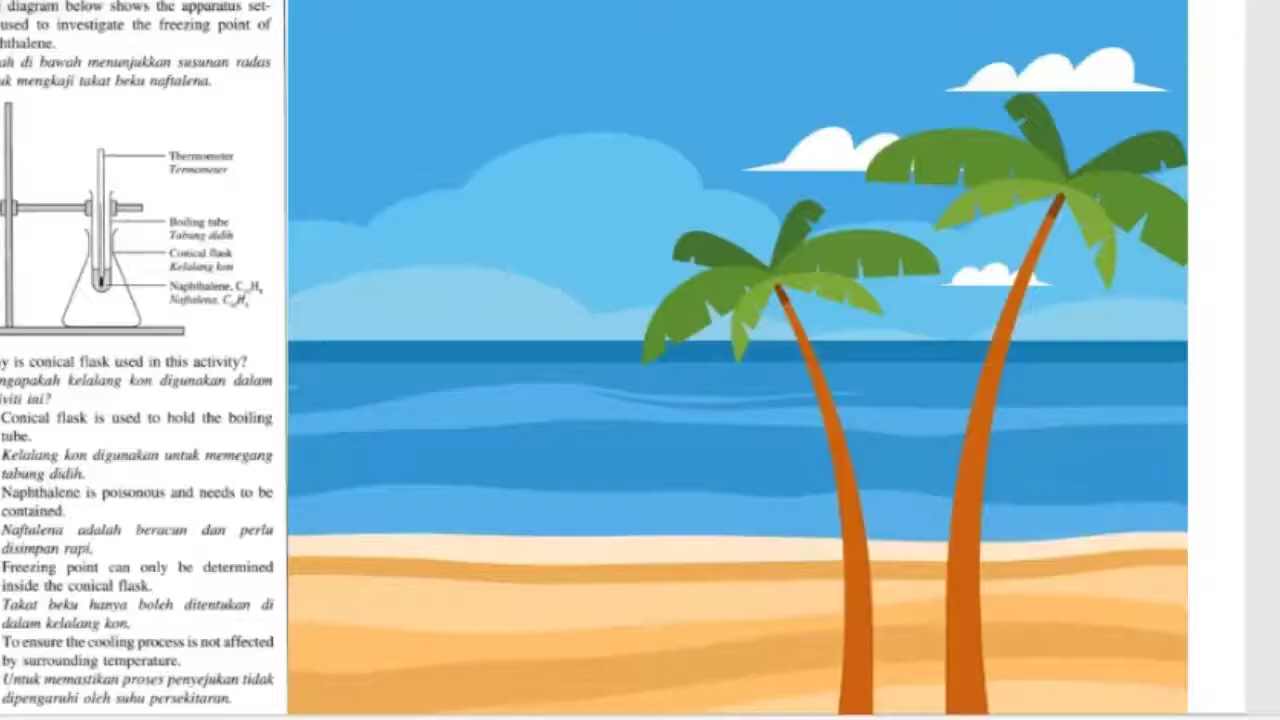 diagram below shows the apparatus set-
used to investigate the freezing point of
hthalene.
ah di bawah menunjukkan susunan radas
uk mengkaji takat beku naftalena.
Thermometer
Termometer
Boiling tube
Tabung didih
Conical flask
Kelalang kon
Naphthalene, C₁₀H₈
Naftalena, C₁₀H₈
y is conical flask used in this activity?
ngapakah kelalang kon digunakan dalam
iviti ini?
Conical flask is used to hold the boiling
tube.
Kelalang kon digunakan untuk memegang
tabung didih.
Naphthalene is poisonous and needs to be
contained.
Naftalena adalah beracun dan perlu
disimpan rapi.
Freezing point can only be determined
inside the conical flask.
Takat beku hanya boleh ditentukan di
dalam kelalang kon.
To ensure the cooling process is not affected
by surrounding temperature.
Untuk memastikan proses penyejukan tidak
dipengaruhi oleh suhu persekitaran.